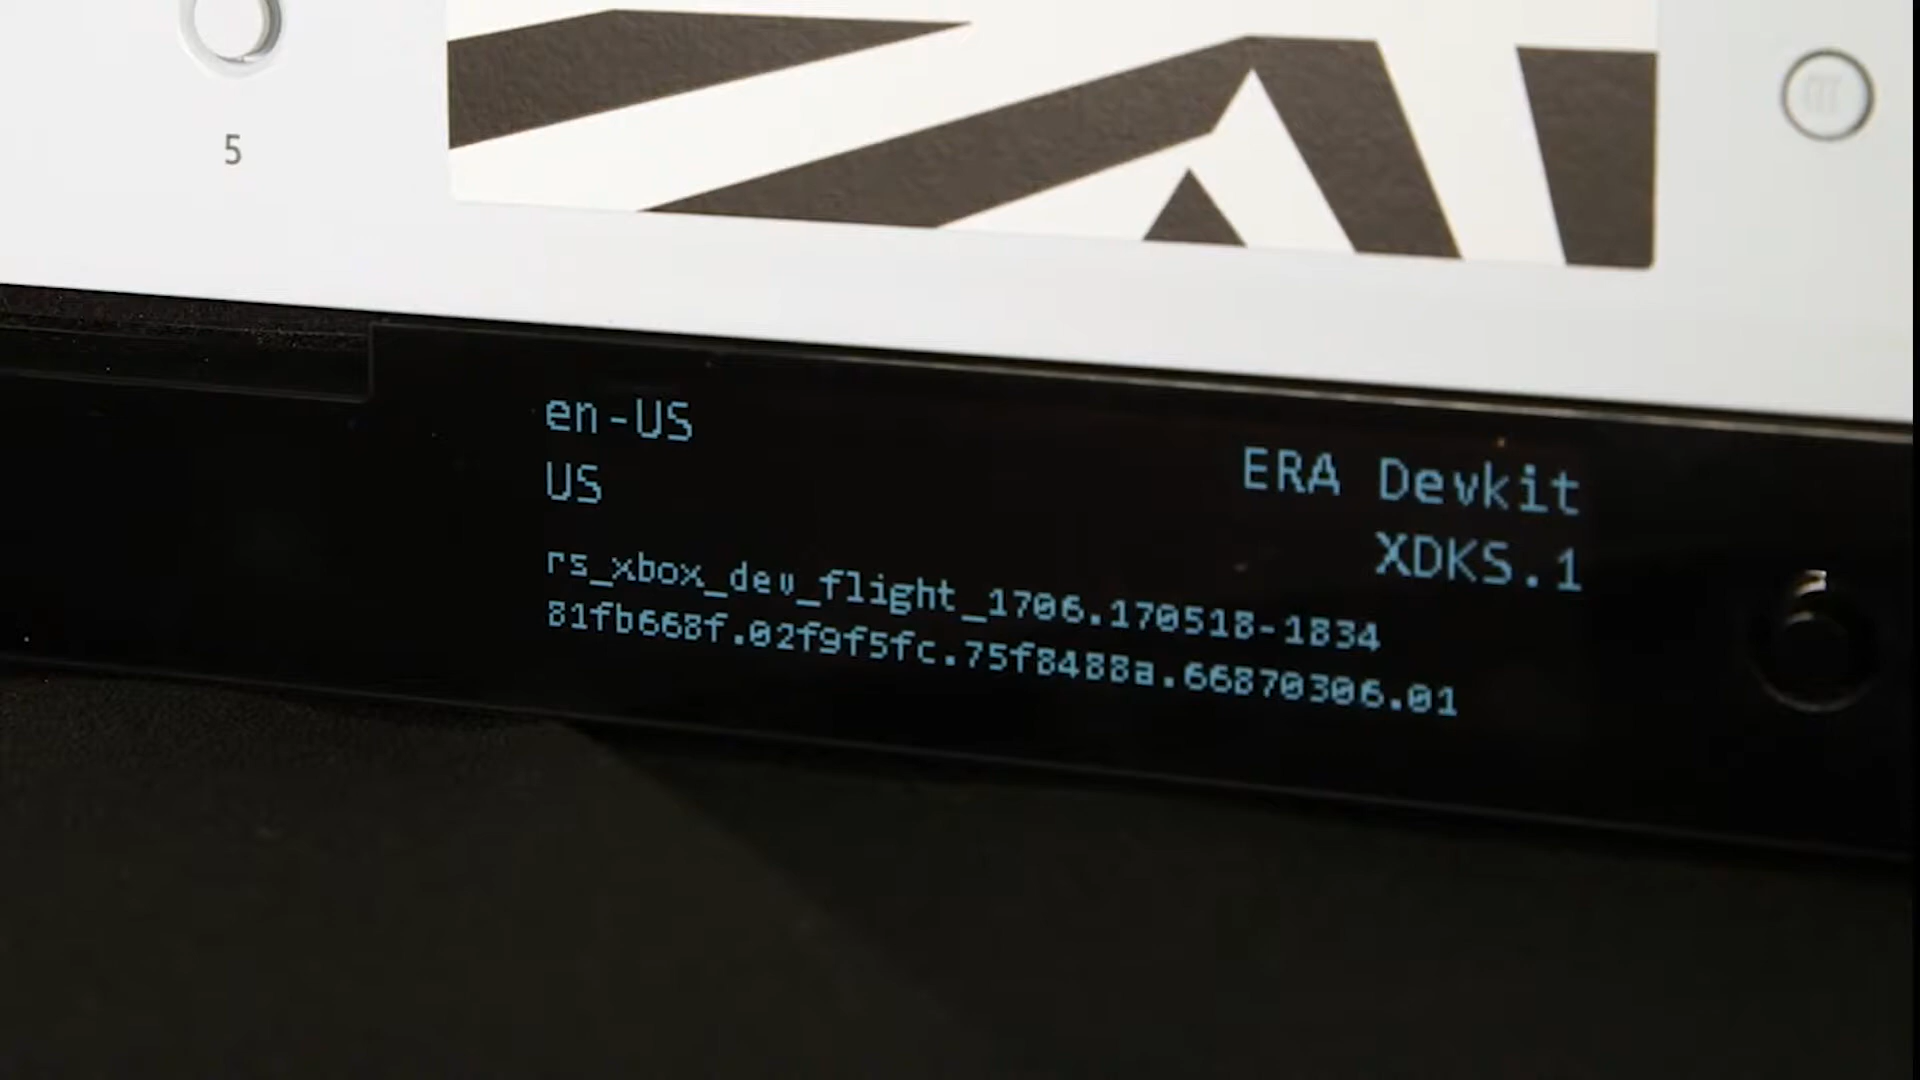 5
en-US
US
ERA Devkit
XDKS.1
rs_xbox_dev_flight_1706.170518-1834
81fb668f.02f9f5fc.75f8488a.66870306.01